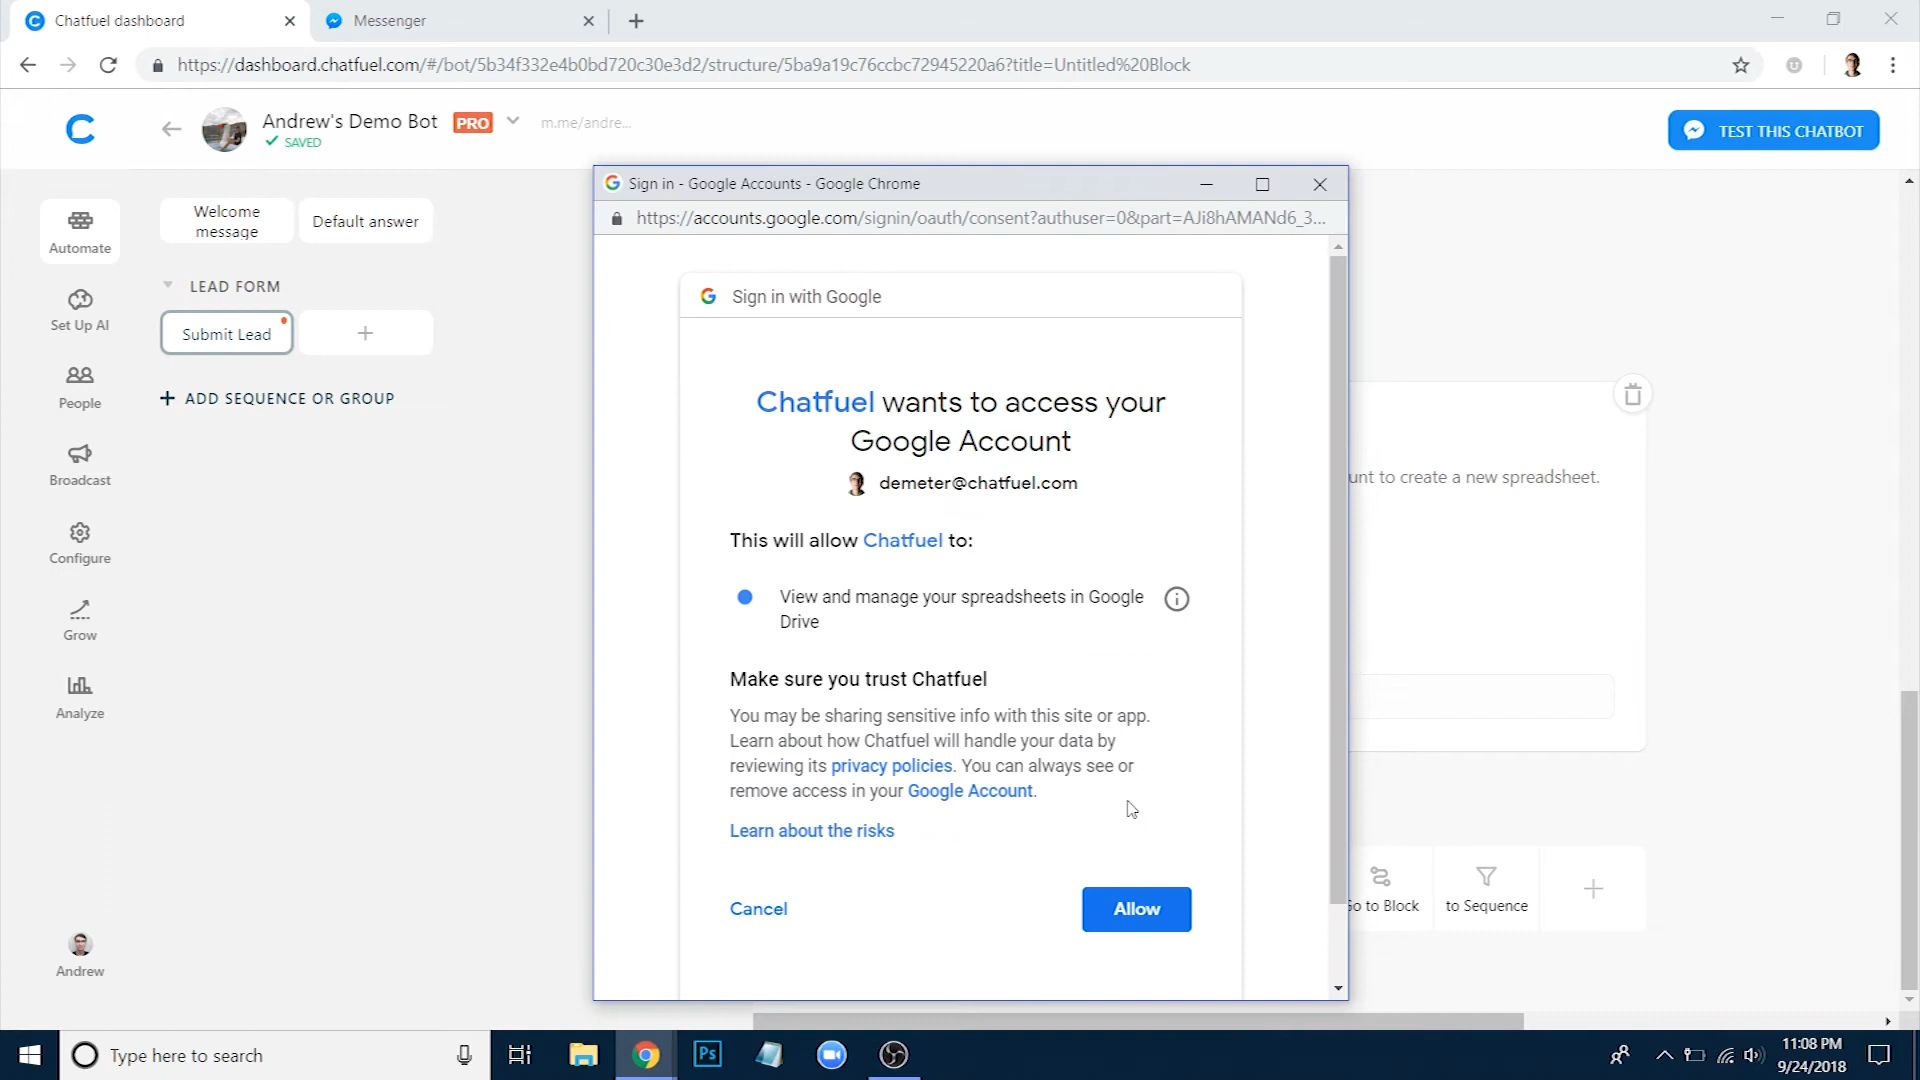 Chatfuel dashboard
Messenger
https://dashboard.chatfuel.com/#/bot/5b34f332e4b0bd720c30e3d2/structure/5ba9a19c76ccbc72945220a6?title=Untitled%20Block
Andrew's Demo Bot PRO
m.me/andre...
SAVED
TEST THIS CHATBOT
Automate
Set Up AI
People
Broadcast
Configure
Grow
Analyze
Andrew
Welcome
message
Default answer
LEAD FORM
Submit Lead
ADD SEQUENCE OR GROUP
Sign in - Google Accounts - Google Chrome
https://accounts.google.com/signin/oauth/consent?authuser=0&part=AJi8hAMANd6_3...
Sign in with Google
Chatfuel wants to access your
Google Account
demeter@chatfuel.com
This will allow Chatfuel to:
View and manage your spreadsheets in Google
Drive
Make sure you trust Chatfuel
You may be sharing sensitive info with this site or app.
Learn about how Chatfuel will handle your data by
reviewing its privacy policies. You can always see or
remove access in your Google Account.
Learn about the risks
Cancel
Allow
unt to create a new spreadsheet.
Go to Block
to Sequence
Type here to search
Ps
11:08 PM
9/24/2018